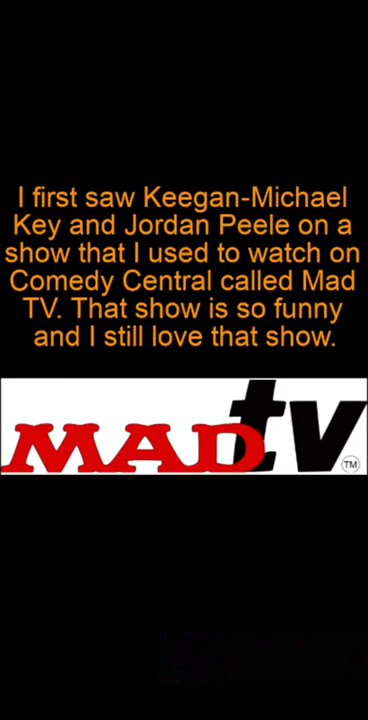 I first saw Keegan-Michael
Key and Jordan Peele on a
show that I used to watch on
Comedy Central called Mad
TV. That show is so funny
and I still love that show.
MADtv
TM